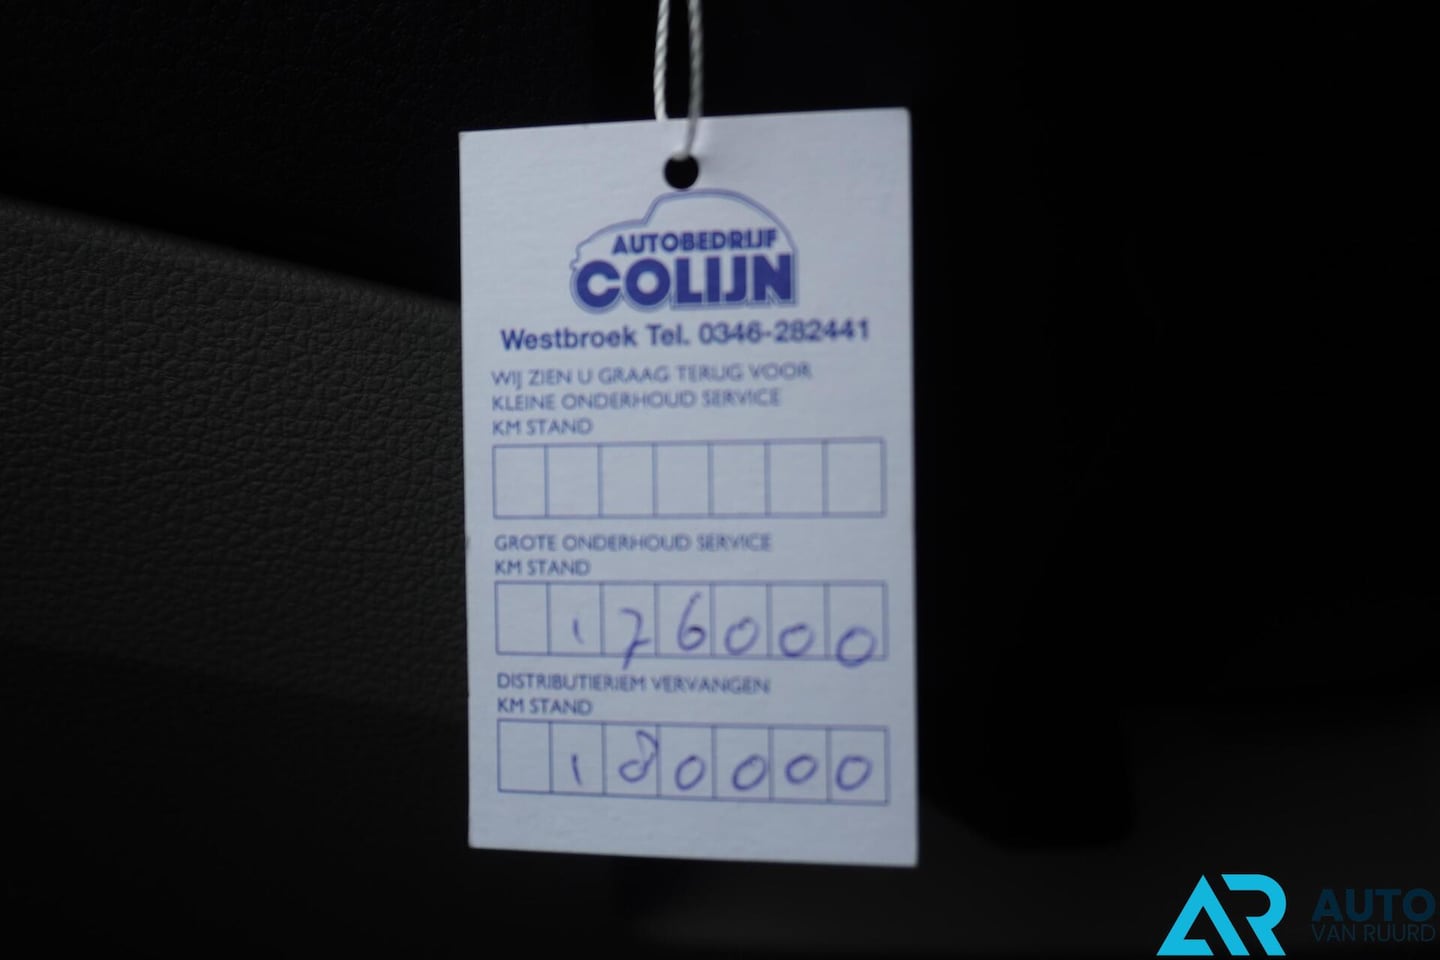 AUTOBEDRIJF
COLIJN
Westbroek Tel. 0346-282441
WIJ ZIEN U GRAAG TERUG VOOR
KLEINE ONDERHOUD SERVICE
KM STAND
GROTE ONDERHOUD SERVICE
KM STAND
176000
DISTRIBUTIERIEM VERVANGEN
KM STAND
180000
AR AUTO
VAN RUURD